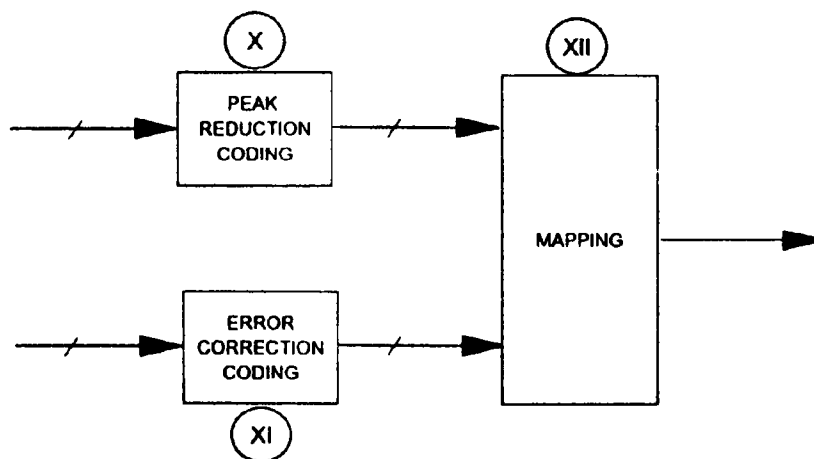 X
PEAK
REDUCTION
CODING
XII
MAPPING
ERROR
CORRECTION
CODING
XI